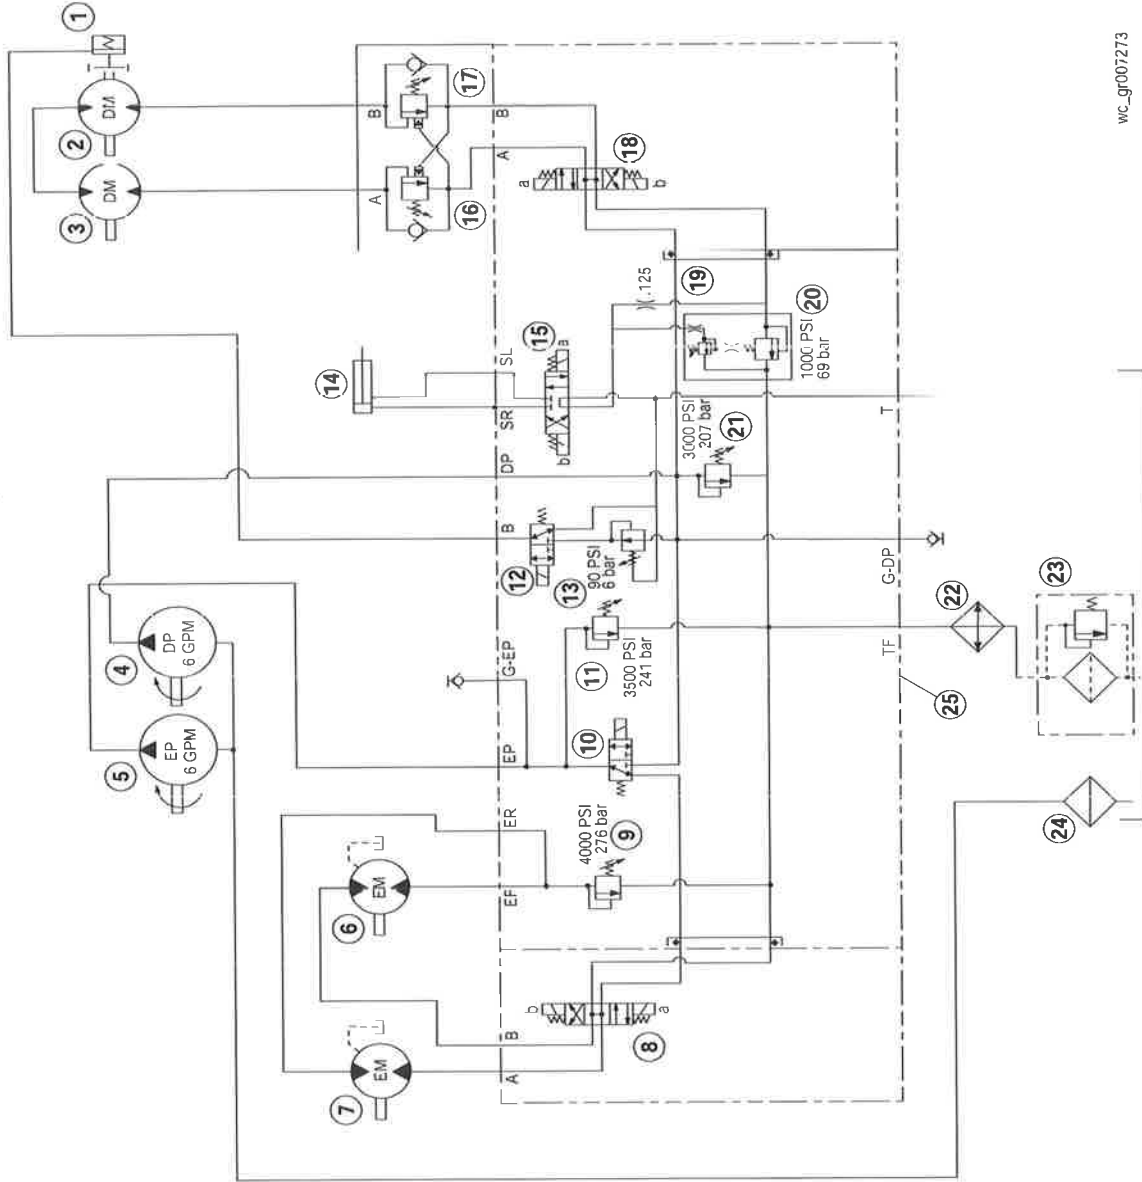 1
2
DM
3
DM
17
B
A
16
B
A
18
a
b
19
.125
20
1000 PSI
69 bar
14
15
SL
SR
a
b
DP
3000 PSI
207 bar
21
T
B
12
13
90 PSI
6 bar
G-DP
4
DP
6 GPM
5
EP
6 GPM
G-EP
11
3500 PSI
241 bar
10
EP
TF
22
23
25
24
ER
EF
4000 PSI
276 bar
9
6
EM
7
EM
B
A
b
a
8
wc_gr007273